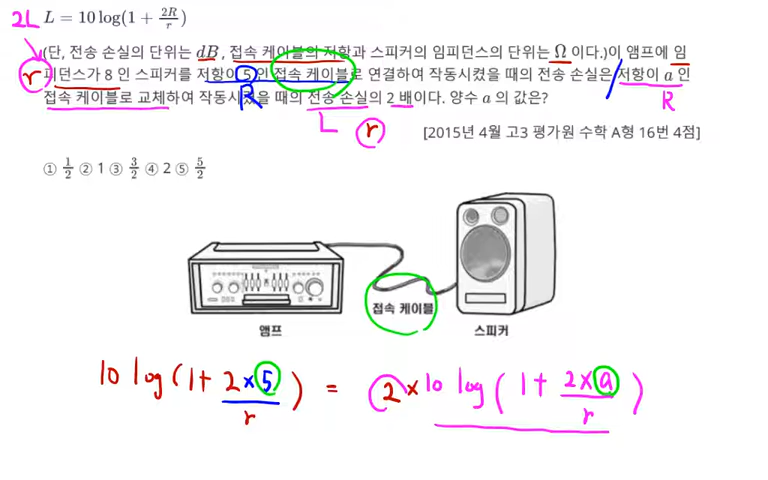 2L L = 10 log(1 + 2R/r)
(단, 전송 손실의 단위는 dB, 접속 케이블의 저항과 스피커의 임피던스의 단위는 Ω 이다.)이 앰프에 임
r 피던스가 8 인 스피커를 저항이 5 인 접속 케이블로 연결하여 작동시켰을 때의 전송 손실은 저항이 a 인
접속 케이블로 교체하여 작동시켰을 때의 전송 손실의 2 배이다. 양수 a 의 값은?
R L r R
[2015년 4월 고3 평가원 수학 A형 16번 4점]
① 1/2 ② 1 ③ 3/2 ④ 2 ⑤ 5/2
접속 케이블
앰프 스피커
10 log(1 + 2×5/r) = 2 × 10 log(1 + 2×a/r)